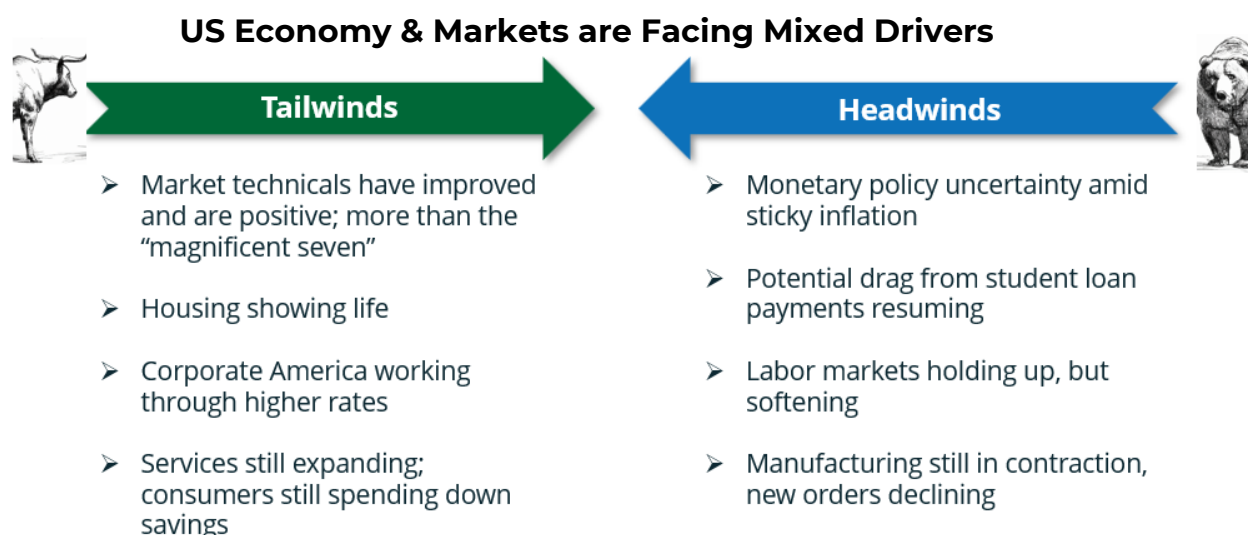 US Economy & Markets are Facing Mixed Drivers
Tailwinds
➢ Market technicals have improved
and are positive; more than the
“magnificent seven”
➢ Housing showing life
➢ Corporate America working
through higher rates
➢ Services still expanding;
consumers still spending down
savings
Headwinds
➢ Monetary policy uncertainty amid
sticky inflation
➢ Potential drag from student loan
payments resuming
➢ Labor markets holding up, but
softening
➢ Manufacturing still in contraction,
new orders declining